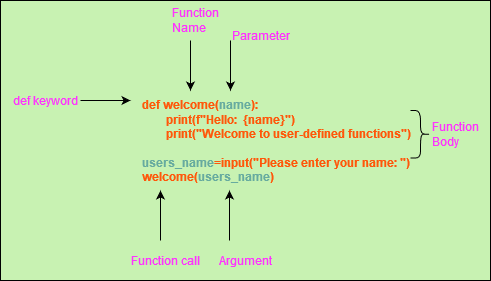 Function
Name
Parameter
def keyword
def welcome(name):
print(f"Hello:  {name}")
print("Welcome to user-defined functions")
Function
Body
users_name=input("Please enter your name: ")
welcome(users_name)
Function call
Argument